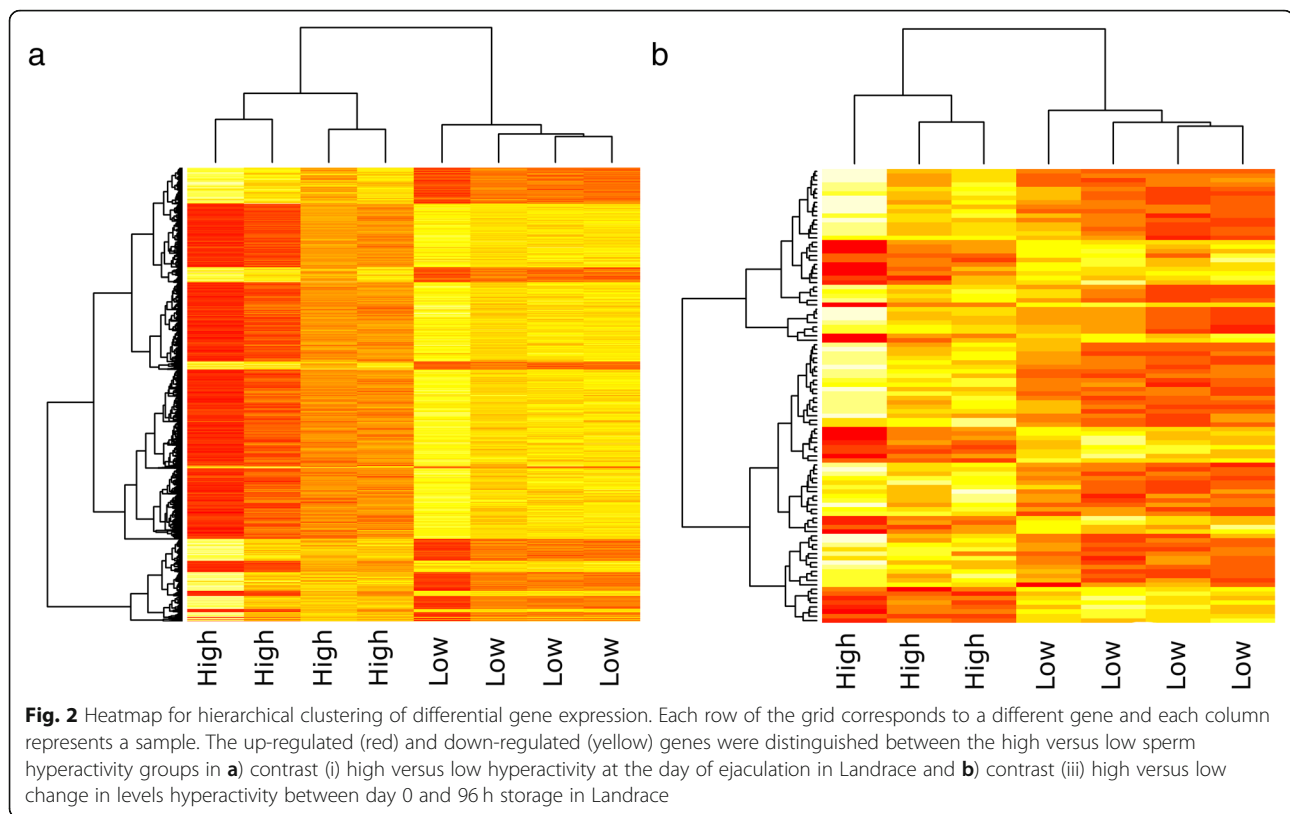 a
b
High High High High Low Low Low Low
High High High Low Low Low Low
Fig. 2 Heatmap for hierarchical clustering of differential gene expression. Each row of the grid corresponds to a different gene and each column
represents a sample. The up-regulated (red) and down-regulated (yellow) genes were distinguished between the high versus low sperm
hyperactivity groups in a) contrast (i) high versus low hyperactivity at the day of ejaculation in Landrace and b) contrast (iii) high versus low
change in levels hyperactivity between day 0 and 96 h storage in Landrace